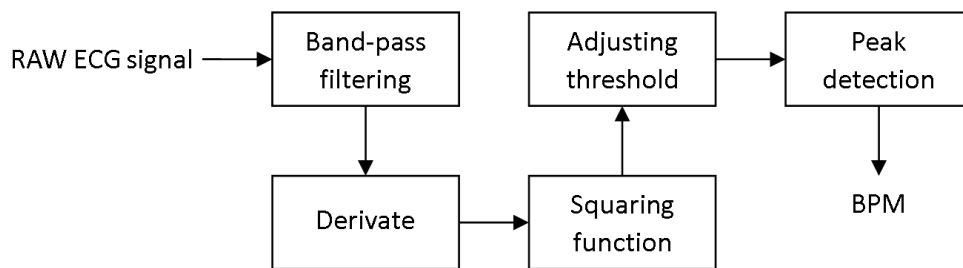 RAW ECG signal
Band-pass
filtering
Derivate
Squaring
function
Adjusting
threshold
Peak
detection
BPM